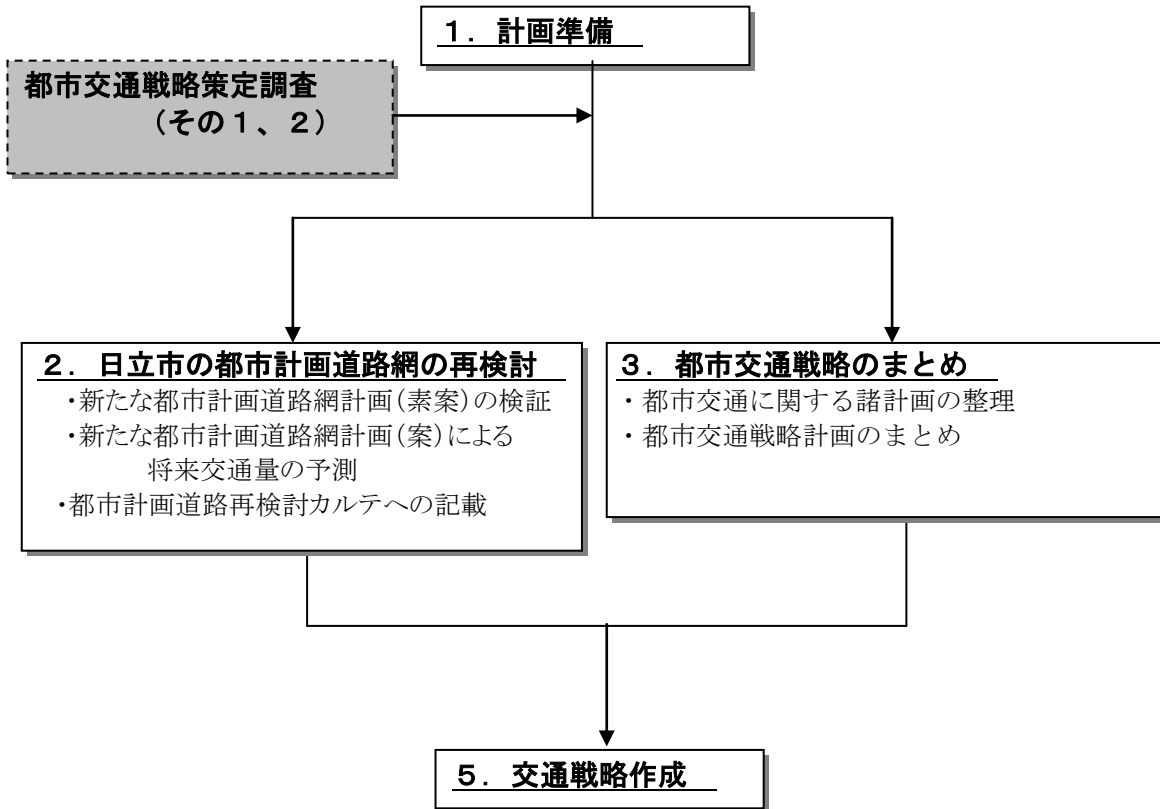 １．計画準備
都市交通戦略策定調査
（その１、２）
２．日立市の都市計画道路網の再検討
・新たな都市計画道路網計画（素案）の検証
・新たな都市計画道路網計画（案）による
将来交通量の予測
・都市計画道路再検討カルテへの記載
３．都市交通戦略のまとめ
・都市交通に関する諸計画の整理
・都市交通戦略計画のまとめ
５．交通戦略作成